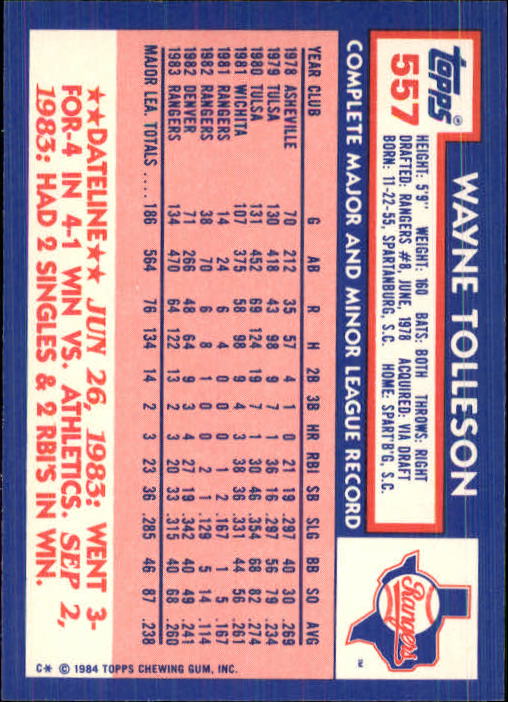 topps®
557
WAYNE TOLLESON
HEIGHT: 5'9" WEIGHT: 160 BATS: BOTH THROWS: RIGHT
DRAFTED: RANGERS #8, JUNE, 1978 ACQUIRED: VIA DRAFT
BORN: 11-22-55, SPARTANBURG, S.C. HOME: SPART'B'G, S.C.
Rangers
TM
COMPLETE MAJOR AND MINOR LEAGUE RECORD
YEAR CLUB G AB R H 2B 3B HR RBI SB SLG BB SO AVG
1978 ASHEVILLE 70 212 35 57 4 1 0 21 19 .297 40 30 .269
1979 TULSA 130 418 43 98 9 7 1 36 16 .297 56 79 .234
1980 TULSA 131 452 69 124 19 7 1 30 46 .354 68 82 .274
1981 WICHITA 107 375 58 98 9 4 3 38 36 .331 44 56 .261
1981 RANGERS 14 24 6 4 0 0 0 1 2 .167 1 5 .167
1982 RANGERS 38 70 6 8 1 0 0 2 1 .129 5 14 .114
1982 DENVER 71 266 48 64 9 3 4 27 19 .342 40 49 .241
1983 RANGERS 134 470 64 122 13 2 3 20 33 .315 40 68 .260
MAJOR LEA. TOTALS .... 186 564 76 134 14 2 3 23 36 .285 46 87 .238
★★DATELINE★★ JUN 26, 1983: WENT 3-
FOR-4 IN 4-1 WIN VS. ATHLETICS. SEP 2,
1983: HAD 2 SINGLES & 2 RBI'S IN WIN.
C* © 1984 TOPPS CHEWING GUM, INC.